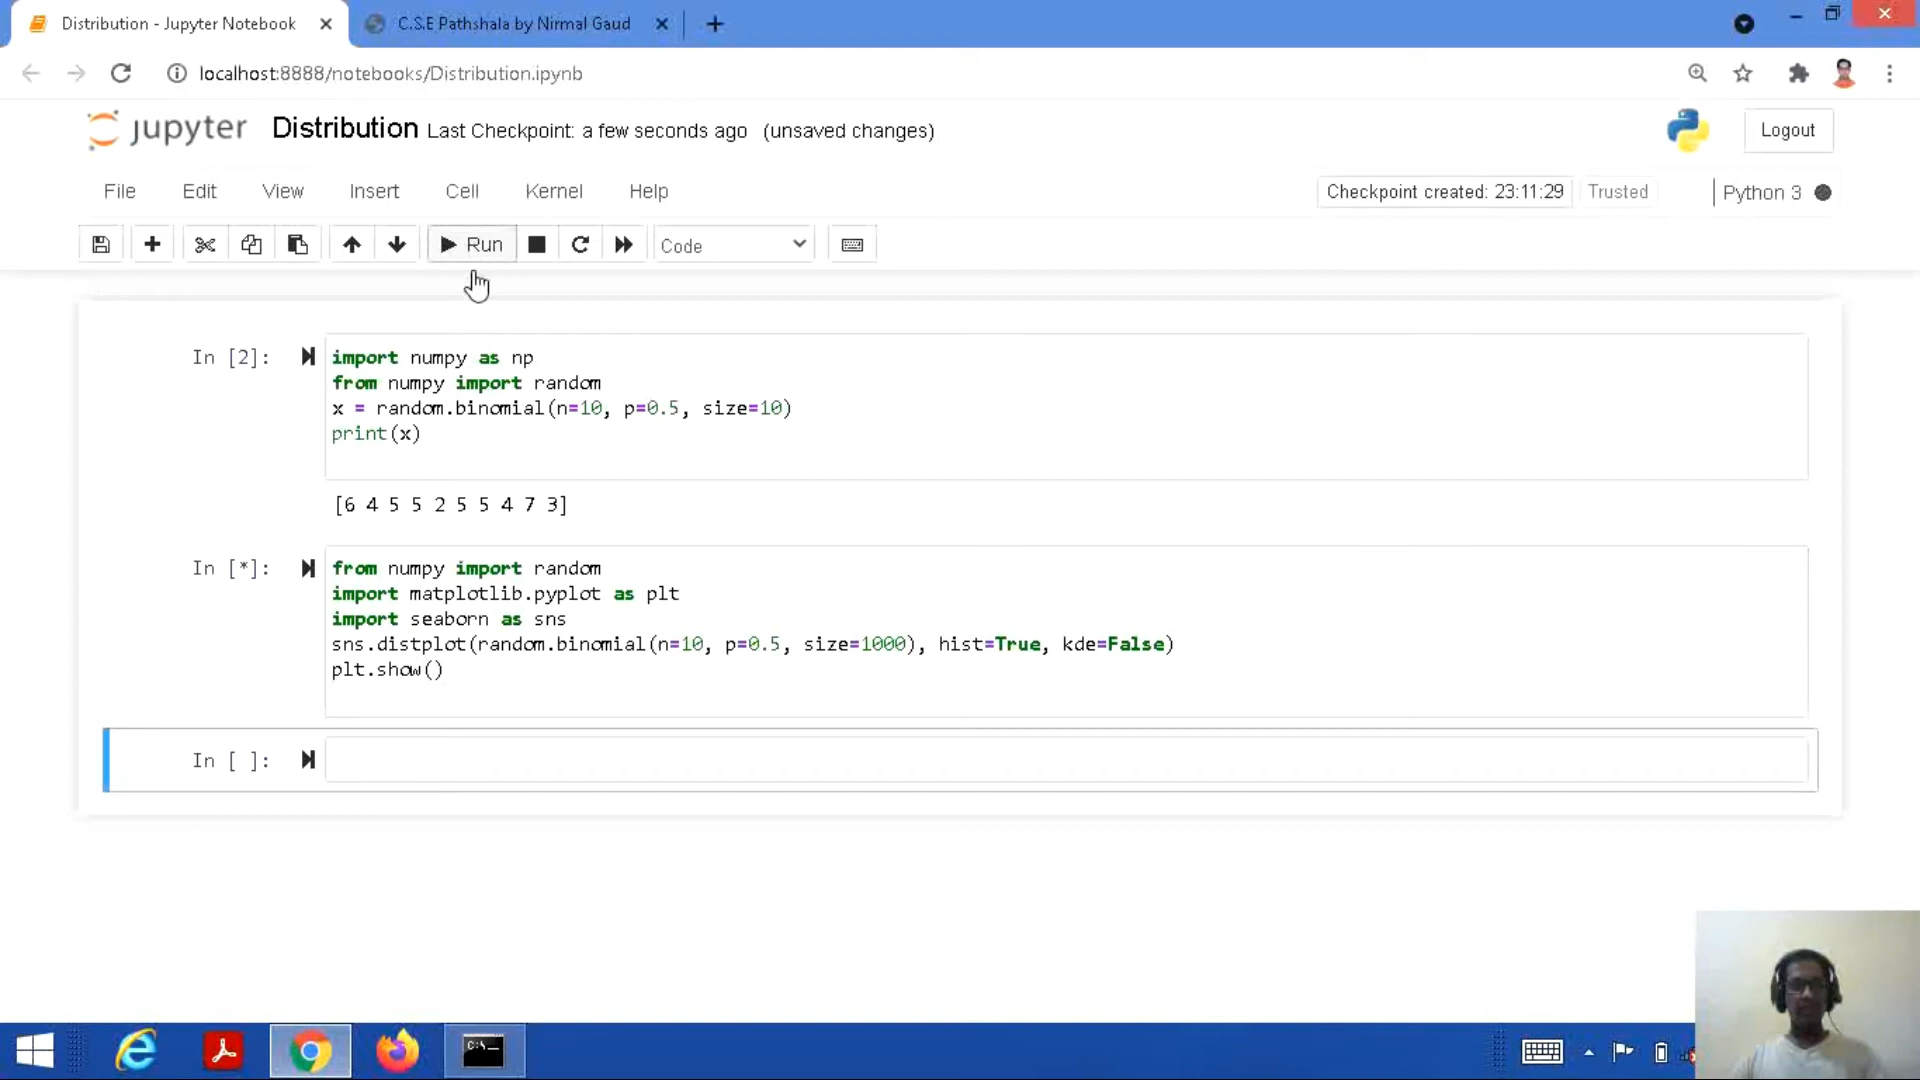 Distribution - Jupyter Notebook
C.S.E Pathshala by Nirmal Gaud
localhost:8888/notebooks/Distribution.ipynb
jupyter Distribution Last Checkpoint: a few seconds ago (unsaved changes)
Logout
File Edit View Insert Cell Kernel Help
Checkpoint created: 23:11:29 Trusted Python 3
Run Code
In [2]:
import numpy as np
from numpy import random
x = random.binomial(n=10, p=0.5, size=10)
print(x)
[6 4 5 5 2 5 5 4 7 3]
In [*]:
from numpy import random
import matplotlib.pyplot as plt
import seaborn as sns
sns.distplot(random.binomial(n=10, p=0.5, size=1000), hist=True, kde=False)
plt.show()
In [ ]:
C:\_